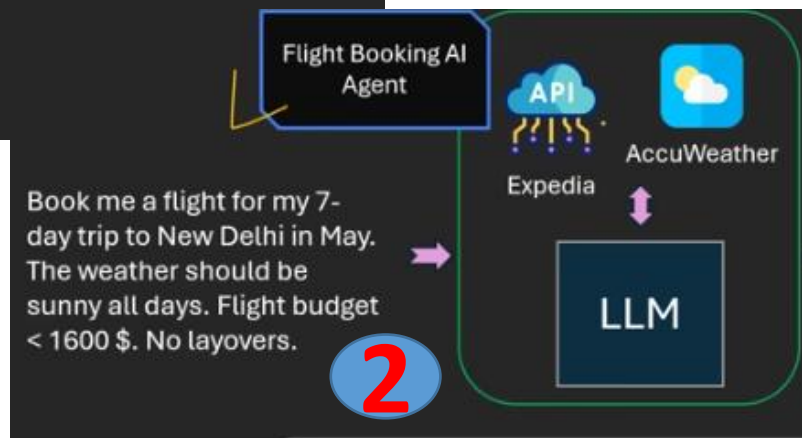 Flight Booking AI
Agent
API
Expedia
AccuWeather
Book me a flight for my 7-
day trip to New Delhi in May.
The weather should be
sunny all days. Flight budget
< 1600 $. No layovers.
LLM
2